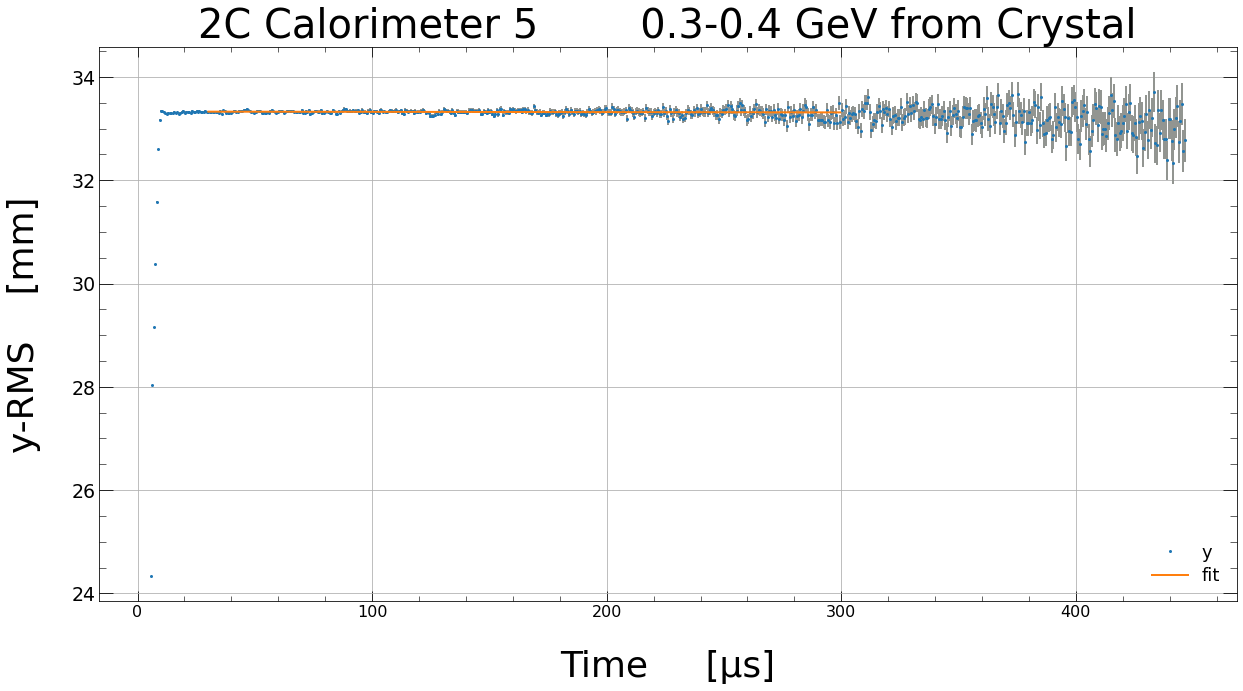 2C Calorimeter 5 0.3-0.4 GeV from Crystal
y-RMS [mm]
34
32
30
28
26
24
0 100 200 300 400
y
fit
Time [μs]